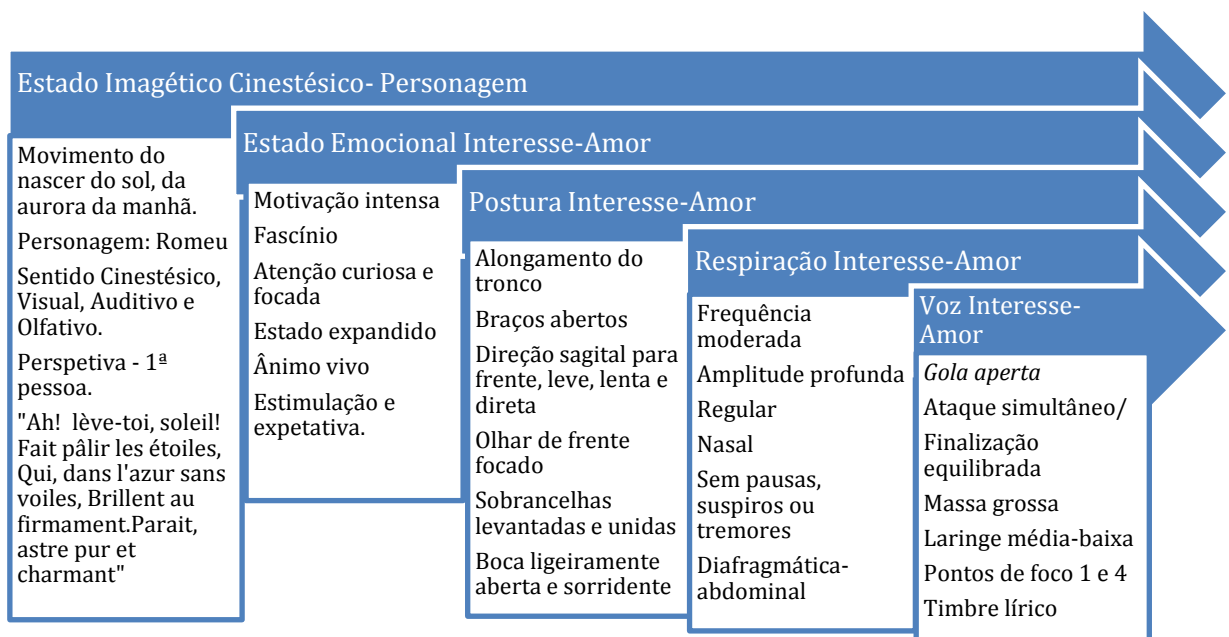 Estado Imagético Cinestésico- Personagem
Movimento do
nascer do sol, da
aurora da manhã.
Personagem: Romeu
Sentido Cinestésico,
Visual, Auditivo e
Olfativo.
Perspetiva - 1ª
pessoa.
"Ah!  lève-toi, soleil!
Fait pâlir les étoiles,
Qui, dans l'azur sans
voiles, Brillent au
firmament.Parait,
astre pur et
charmant"
Estado Emocional Interesse-Amor
Motivação intensa
Fascínio
Atenção curiosa e
focada
Estado expandido
Ânimo vivo
Estimulação e
expetativa.
Postura Interesse-Amor
Alongamento do
tronco
Braços abertos
Direção sagital para
frente, leve, lenta e
direta
Olhar de frente
focado
Sobrancelhas
levantadas e unidas
Boca ligeiramente
aberta e sorridente
Respiração Interesse-Amor
Frequência
moderada
Amplitude profunda
Regular
Nasal
Sem pausas,
suspiros ou
tremores
Diafragmática-
abdominal
Voz Interesse-
Amor
Gola aperta
Ataque simultâneo/
Finalização
equilibrada
Massa grossa
Laringe média-baixa
Pontos de foco 1 e 4
Timbre lírico